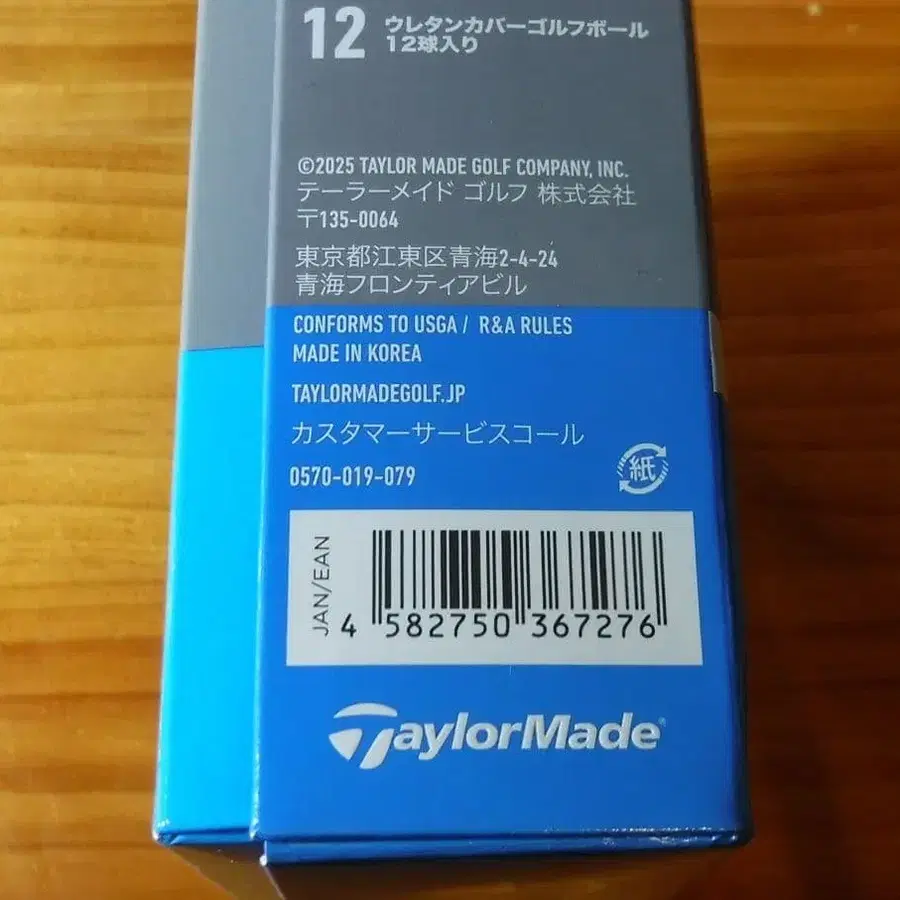 12 ウレタンカバーゴルフボール
12球入り
©2025 TAYLOR MADE GOLF COMPANY, INC.
テーラーメイド ゴルフ 株式会社
〒135-0064
東京都江東区青海2-4-24
青海フロンティアビル
CONFORMS TO USGA / R&A RULES
MADE IN KOREA
TAYLORMADEGOLF.JP
カスタマーサービスコール
0570-019-079
紙
JAN/EAN
4 582750 367276
TaylorMade®